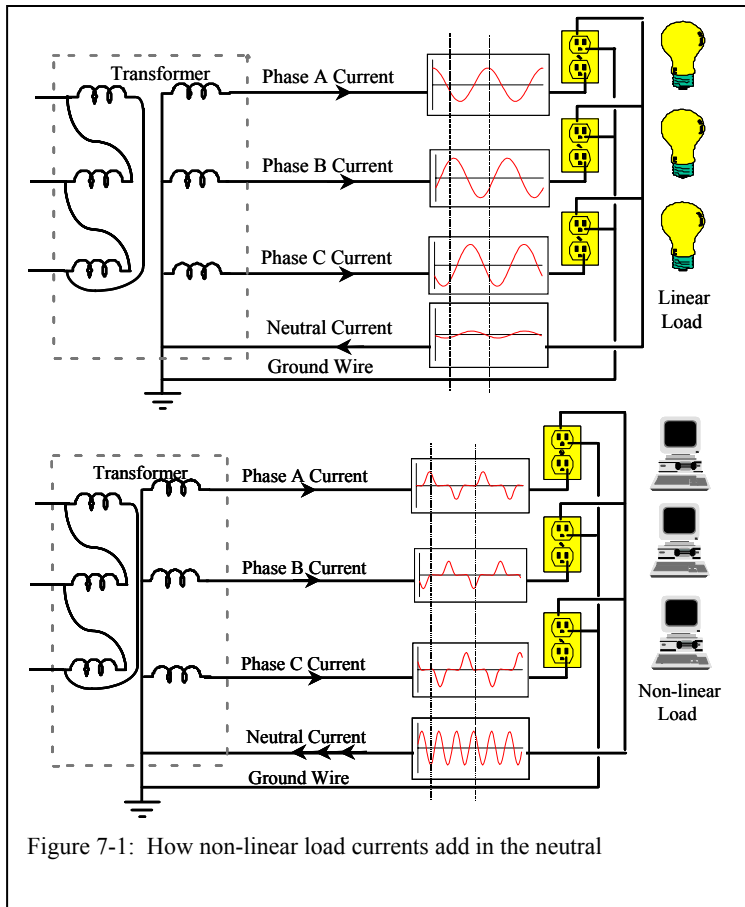 Transformer
Phase A Current
Phase B Current
Phase C Current
Neutral Current
Ground Wire
Linear
Load
Transformer
Phase A Current
Phase B Current
Phase C Current
Neutral Current
Ground Wire
Non-linear
Load
Figure 7-1:  How non-linear load currents add in the neutral